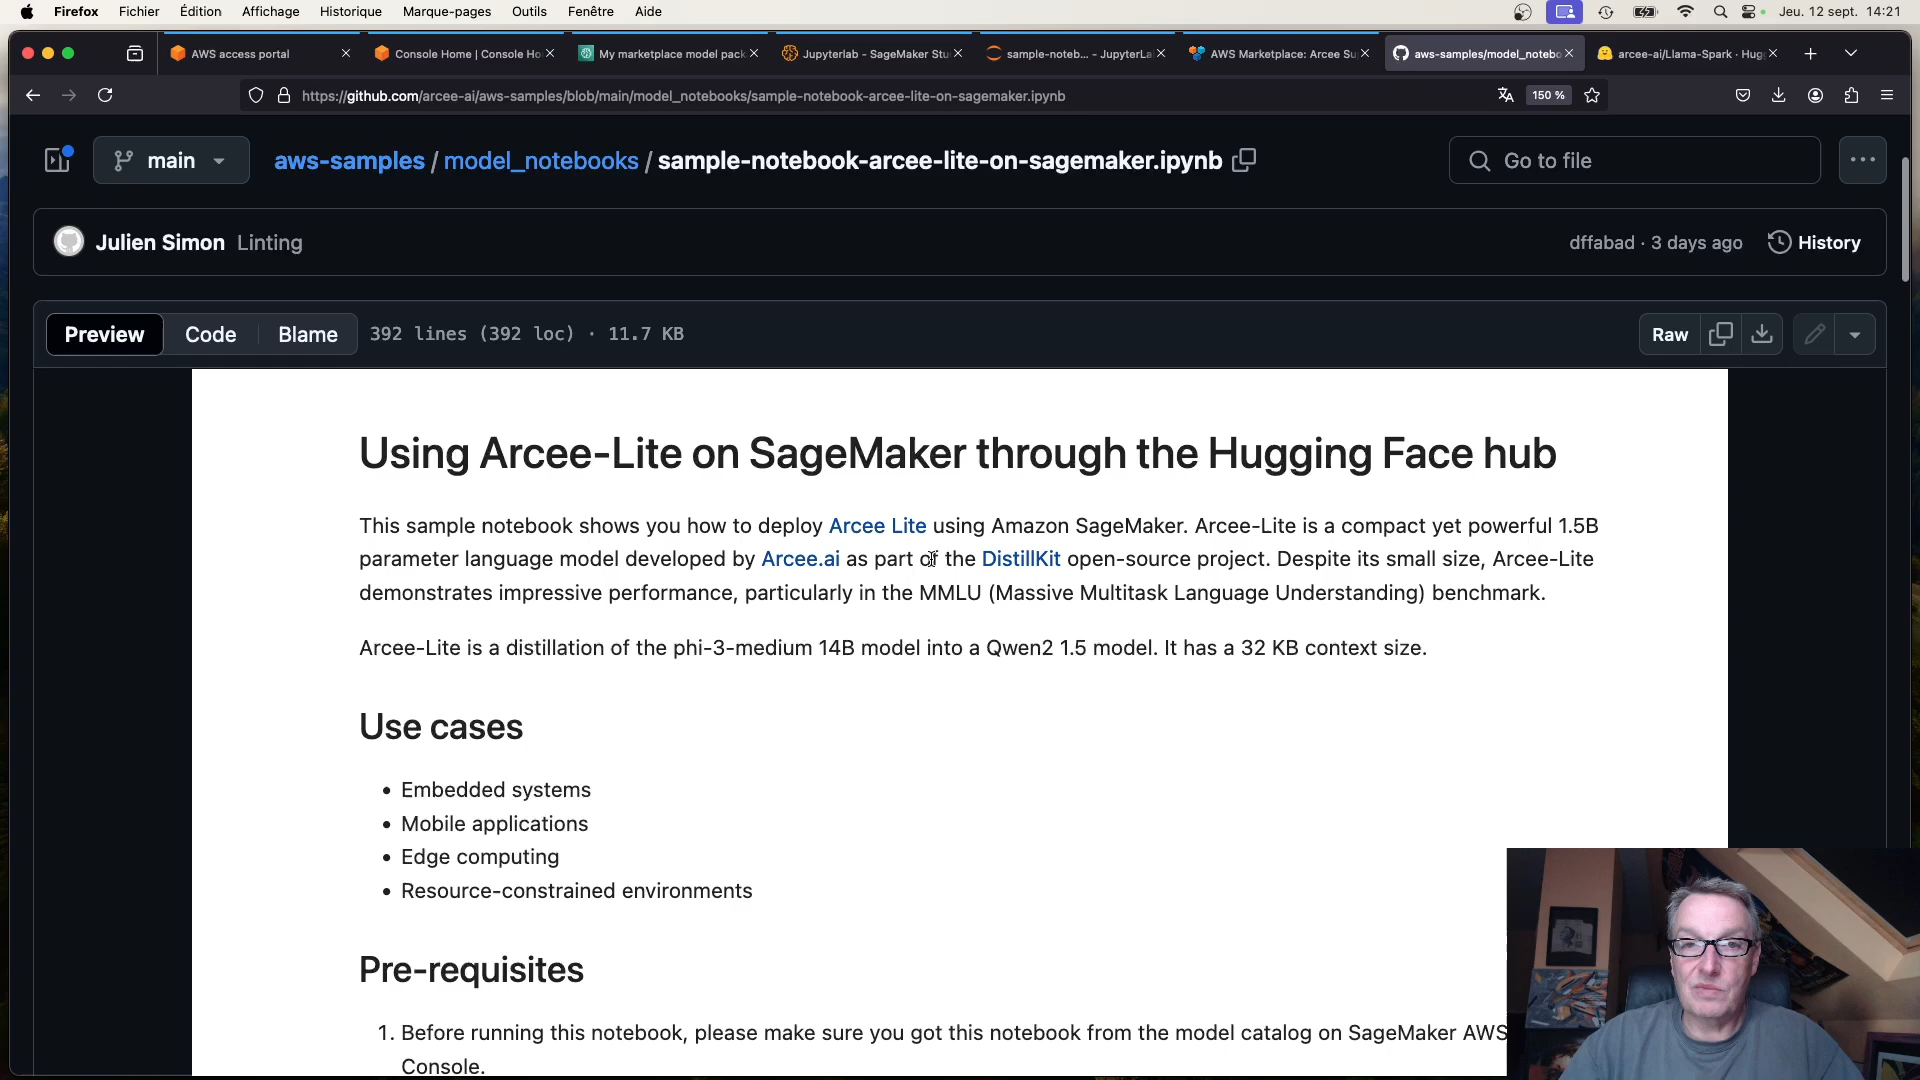 Firefox Fichier Édition Affichage Historique Marque-pages Outils Fenêtre Aide Jeu. 12 sept. 14:21
AWS access portal Console Home | Console Ho My marketplace model pack Jupyterlab - SageMaker Stu sample-noteb... - JupyterLa AWS Marketplace: Arcee Su aws-samples/model_notebo arcee-ai/Llama-Spark · Hug
https://github.com/arcee-ai/aws-samples/blob/main/model_notebooks/sample-notebook-arcee-lite-on-sagemaker.ipynb 150 %
main aws-samples / model_notebooks / sample-notebook-arcee-lite-on-sagemaker.ipynb Go to file
Julien Simon Linting dffabad · 3 days ago History
Preview Code Blame 392 lines (392 loc) · 11.7 KB Raw
Using Arcee-Lite on SageMaker through the Hugging Face hub
This sample notebook shows you how to deploy Arcee Lite using Amazon SageMaker. Arcee-Lite is a compact yet powerful 1.5B
parameter language model developed by Arcee.ai as part of the DistillKit open-source project. Despite its small size, Arcee-Lite
demonstrates impressive performance, particularly in the MMLU (Massive Multitask Language Understanding) benchmark.
Arcee-Lite is a distillation of the phi-3-medium 14B model into a Qwen2 1.5 model. It has a 32 KB context size.
Use cases
• Embedded systems
• Mobile applications
• Edge computing
• Resource-constrained environments
Pre-requisites
1. Before running this notebook, please make sure you got this notebook from the model catalog on SageMaker AWS
Console.